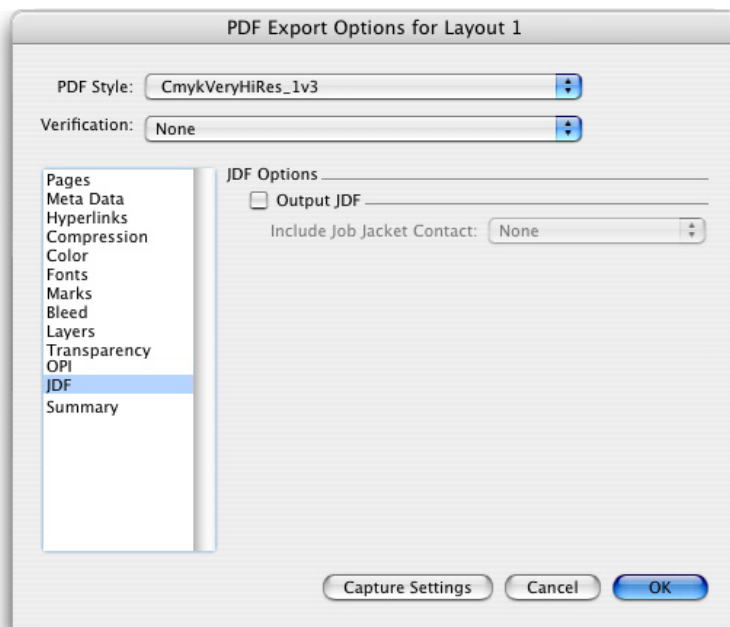 PDF Export Options for Layout 1
PDF Style: CmykVeryHiRes_1v3
Verification: None
Pages
Meta Data
Hyperlinks
Compression
Color
Fonts
Marks
Bleed
Layers
Transparency
OPI
JDF
Summary
JDF Options
Output JDF
Include Job Jacket Contact: None
Capture Settings
Cancel
OK